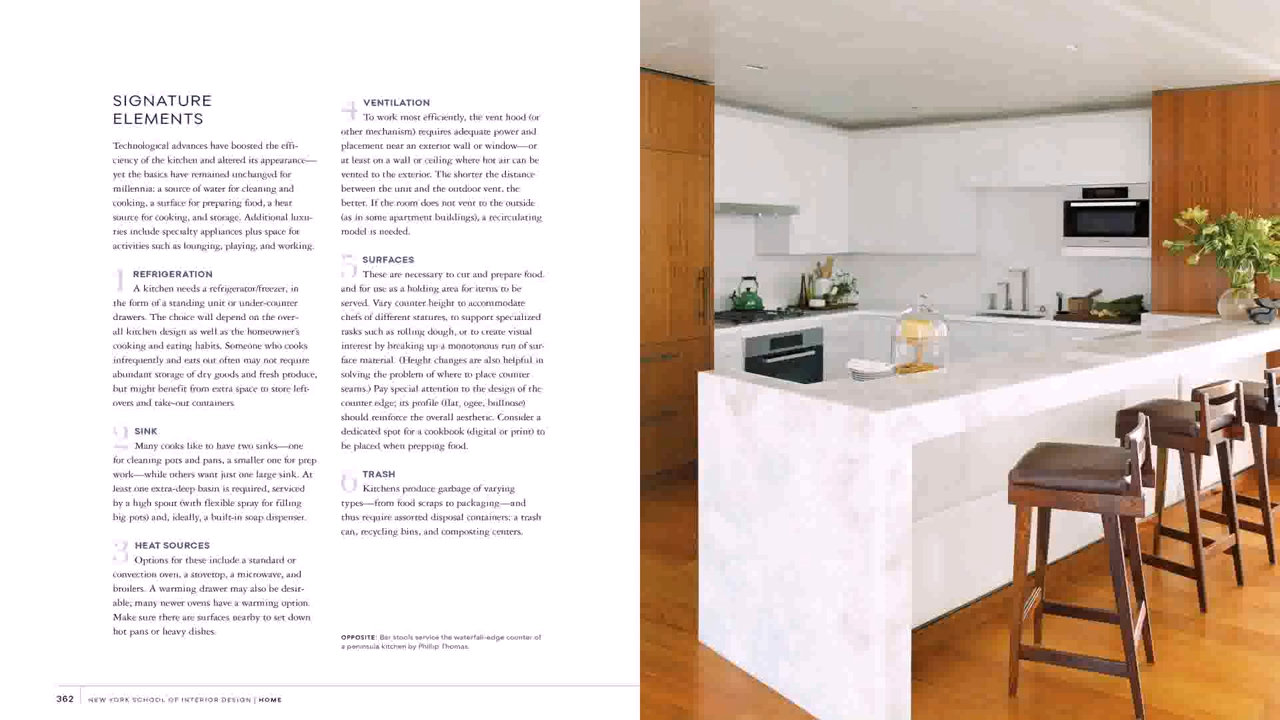 SIGNATURE
ELEMENTS
Technological advances have boosted the effi-
ciency of the kitchen and altered its appearance—
yet the basics have remained unchanged for
millennia: a source of water for cleaning and
cooking, a surface for preparing food, a heat
source for cooking, and storage. Additional luxu-
ries include specialty appliances plus space for
activities such as lounging, playing, and working.
1 REFRIGERATION
A kitchen needs a refrigerator/freezer, in
the form of a standing unit or under-counter
drawers. The choice will depend on the over-
all kitchen design as well as the homeowner's
cooking and eating habits. Someone who cooks
infrequently and eats out often may not require
abundant storage of dry goods and fresh produce,
but might benefit from extra space to store left-
overs and take-out containers.
2 SINK
Many cooks like to have two sinks—one
for cleaning pots and pans, a smaller one for prep
work—while others want just one large sink. At
least one extra-deep basin is required, serviced
by a high spout (with flexible spray for filling
big pots) and, ideally, a built-in soap dispenser.
3 HEAT SOURCES
Options for these include a standard or
convection oven, a stovetop, a microwave, and
broilers. A warming drawer may also be desir-
able; many newer ovens have a warming option.
Make sure there are surfaces nearby to set down
hot pans or heavy dishes.
4 VENTILATION
To work most efficiently, the vent hood (or
other mechanism) requires adequate power and
placement near an exterior wall or window—or
at least on a wall or ceiling where hot air can be
vented to the exterior. The shorter the distance
between the unit and the outdoor vent, the
better. If the room does not vent to the outside
(as in some apartment buildings), a recirculating
model is needed.
5 SURFACES
These are necessary to cut and prepare food,
and for use as a holding area for items to be
served. Vary counter height to accommodate
chefs of different statures, to support specialized
tasks such as rolling dough, or to create visual
interest by breaking up a monotonous run of sur-
face material. (Height changes are also helpful in
solving the problem of where to place counter
seams.) Pay special attention to the design of the
counter edge; its profile (flat, ogee, bullnose)
should reinforce the overall aesthetic. Consider a
dedicated spot for a cookbook (digital or print) to
be placed when prepping food.
6 TRASH
Kitchens produce garbage of varying
types—from food scraps to packaging—and
thus require assorted disposal containers: a trash
can, recycling bins, and composting centers.
OPPOSITE: Bar stools service the waterfall-edge counter of
a peninsula kitchen by Phillip Thomas.
362 | NEW YORK SCHOOL OF INTERIOR DESIGN | HOME